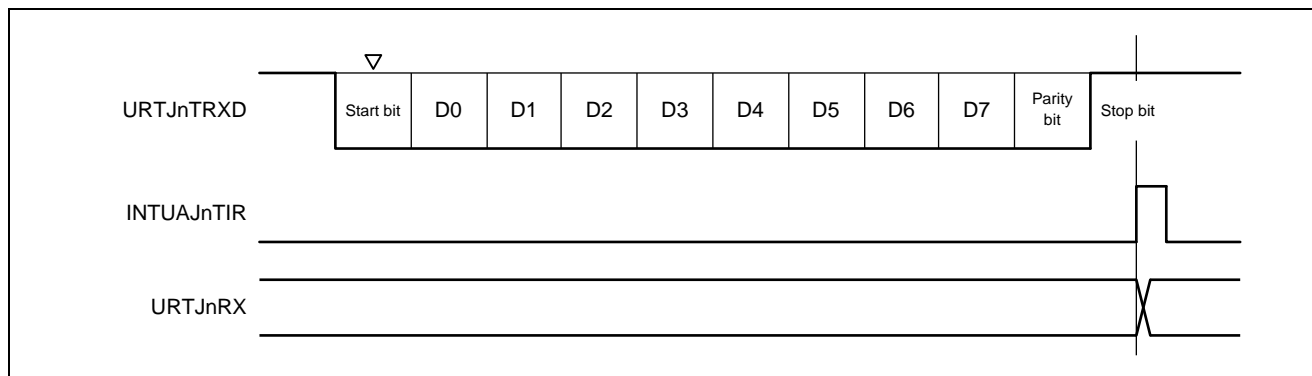 URTJnTRXD Start bit D0 D1 D2 D3 D4 D5 D6 D7 Parity bit Stop bit
INTUAJnTIR
URTJnRX